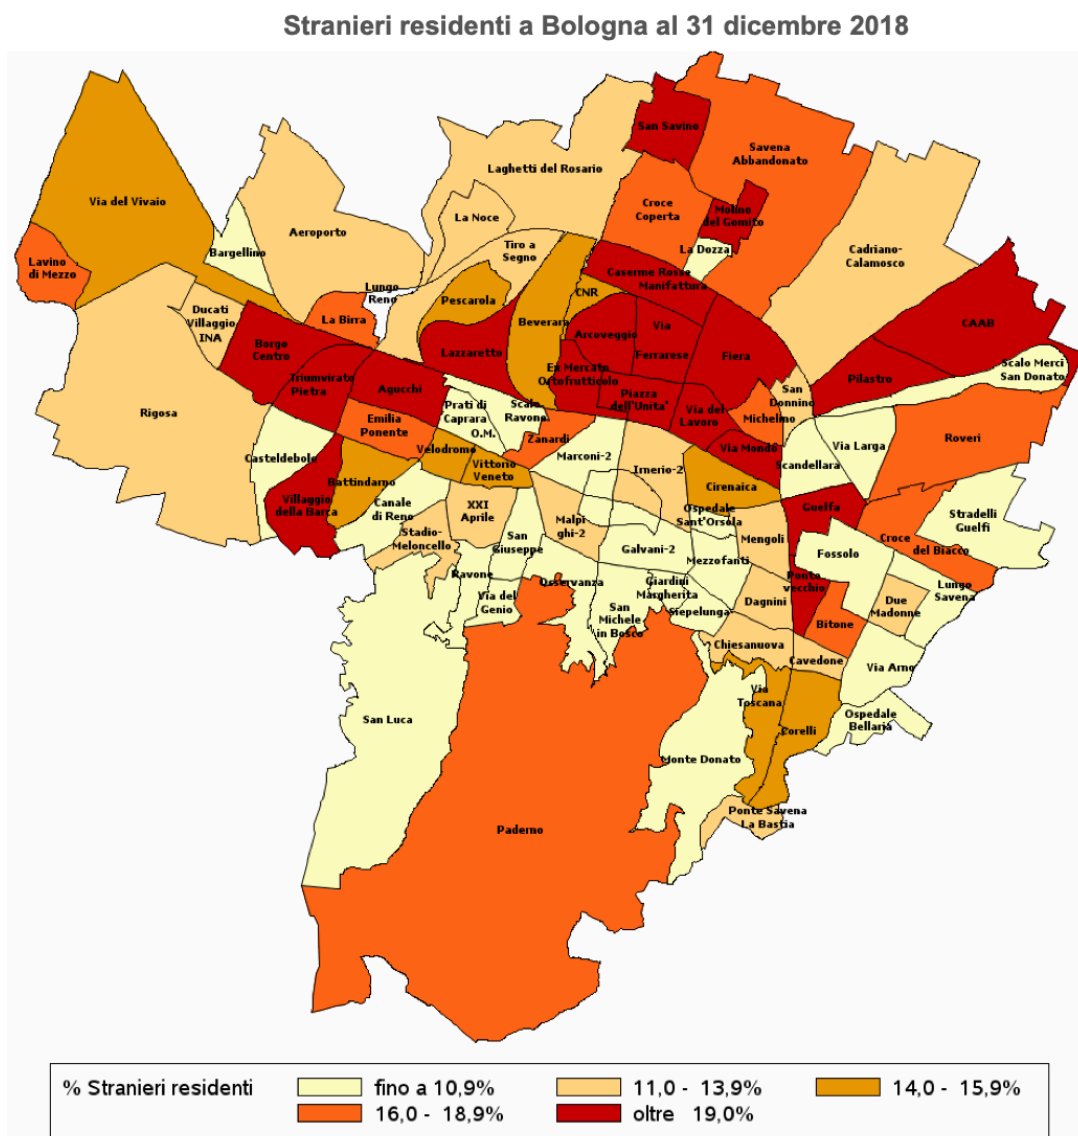 Stranieri residenti a Bologna al 31 dicembre 2018
San Savino
Savena
Abbandonato
Laghetti del Rosario
Via del Vivaio
Croce
Coperta
Molino
del Gomito
La Noce
Aeroporto
Tiro a
Segno
La Dozza
Cadriano-
Calamosco
Bargellino
Lavino
di Mezzo
Caserme Rosse
Manifattura
Lungo
Reno
CNR
Pescarola
Ducati
Villaggio
INA
La Birra
Beverara
Arcoveggio
Via
Ferrarese
CAAB
Borgo
Centro
Lazzaretto
Fiera
Scalo Merci
San Donato
Triumvirato
Pietra
Agucchi
Ex Mercato
Ortofrutticolo
Pilastro
San
Donnino
Piazza
dell'Unita'
Prati di
Caprara
O.M.
Scalo
Ravone
Via del
Lavoro
Michelino
Rigosa
Emilia
Ponente
Zanardi
Roveri
Via Larga
Velodromo
Via Mondo
Casteldebole
Marconi-2
Scandellara
Vittorio
Veneto
Irnerio-2
Battindarno
Cirenaica
Villaggio
della Barca
Canale
di Reno
XXI
Aprile
Ospedale
Sant'Orsola
Guelfa
Stradelli
Guelfi
Malpi
ghi-2
Stadio-
Meloncello
San
Giuseppe
Mengoli
Croce
del Biacco
Galvani-2
Mezzofanti
Fossolo
Ravone
Osservanza
Giardini
Margherita
Ponte
vecchio
Lungo
Savena
Via del
Genio
Dagnini
Due
Madonne
San
Michele
in Bosco
Siepelunga
Bitone
Chiesanuova
Cavedone
Via Arno
San Luca
Via
Toscana
Ospedale
Bellaria
Corelli
Monte Donato
Ponte Savena
La Bastia
Paderno
% Stranieri residenti
fino a 10,9%
11,0 - 13,9%
14,0 - 15,9%
16,0 - 18,9%
oltre 19,0%